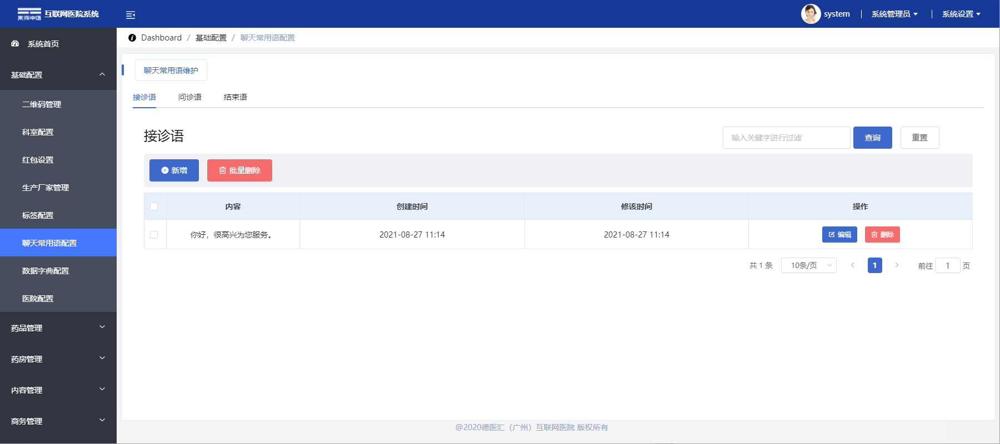 東源中医 互联网医院系统
system 系统管理员 系统设置
Dashboard / 基础配置 / 聊天常用语配置
系统首页
基础配置
二维码管理
科室配置
红包设置
生产厂家管理
标签配置
聊天常用语配置
数据字典配置
医院配置
药品管理
药房管理
内容管理
商务管理
聊天常用语维护
接诊语 问诊语 结束语
接诊语
输入关键字进行过滤 查询 重置
新增 批量删除
内容 创建时间 修该时间 操作
你好，很高兴为您服务。 2021-08-27 11:14 2021-08-27 11:14 编辑 删除
共 1 条 10条/页 1 前往 1 页
@2020德医汇（广州）互联网医院 版权所有